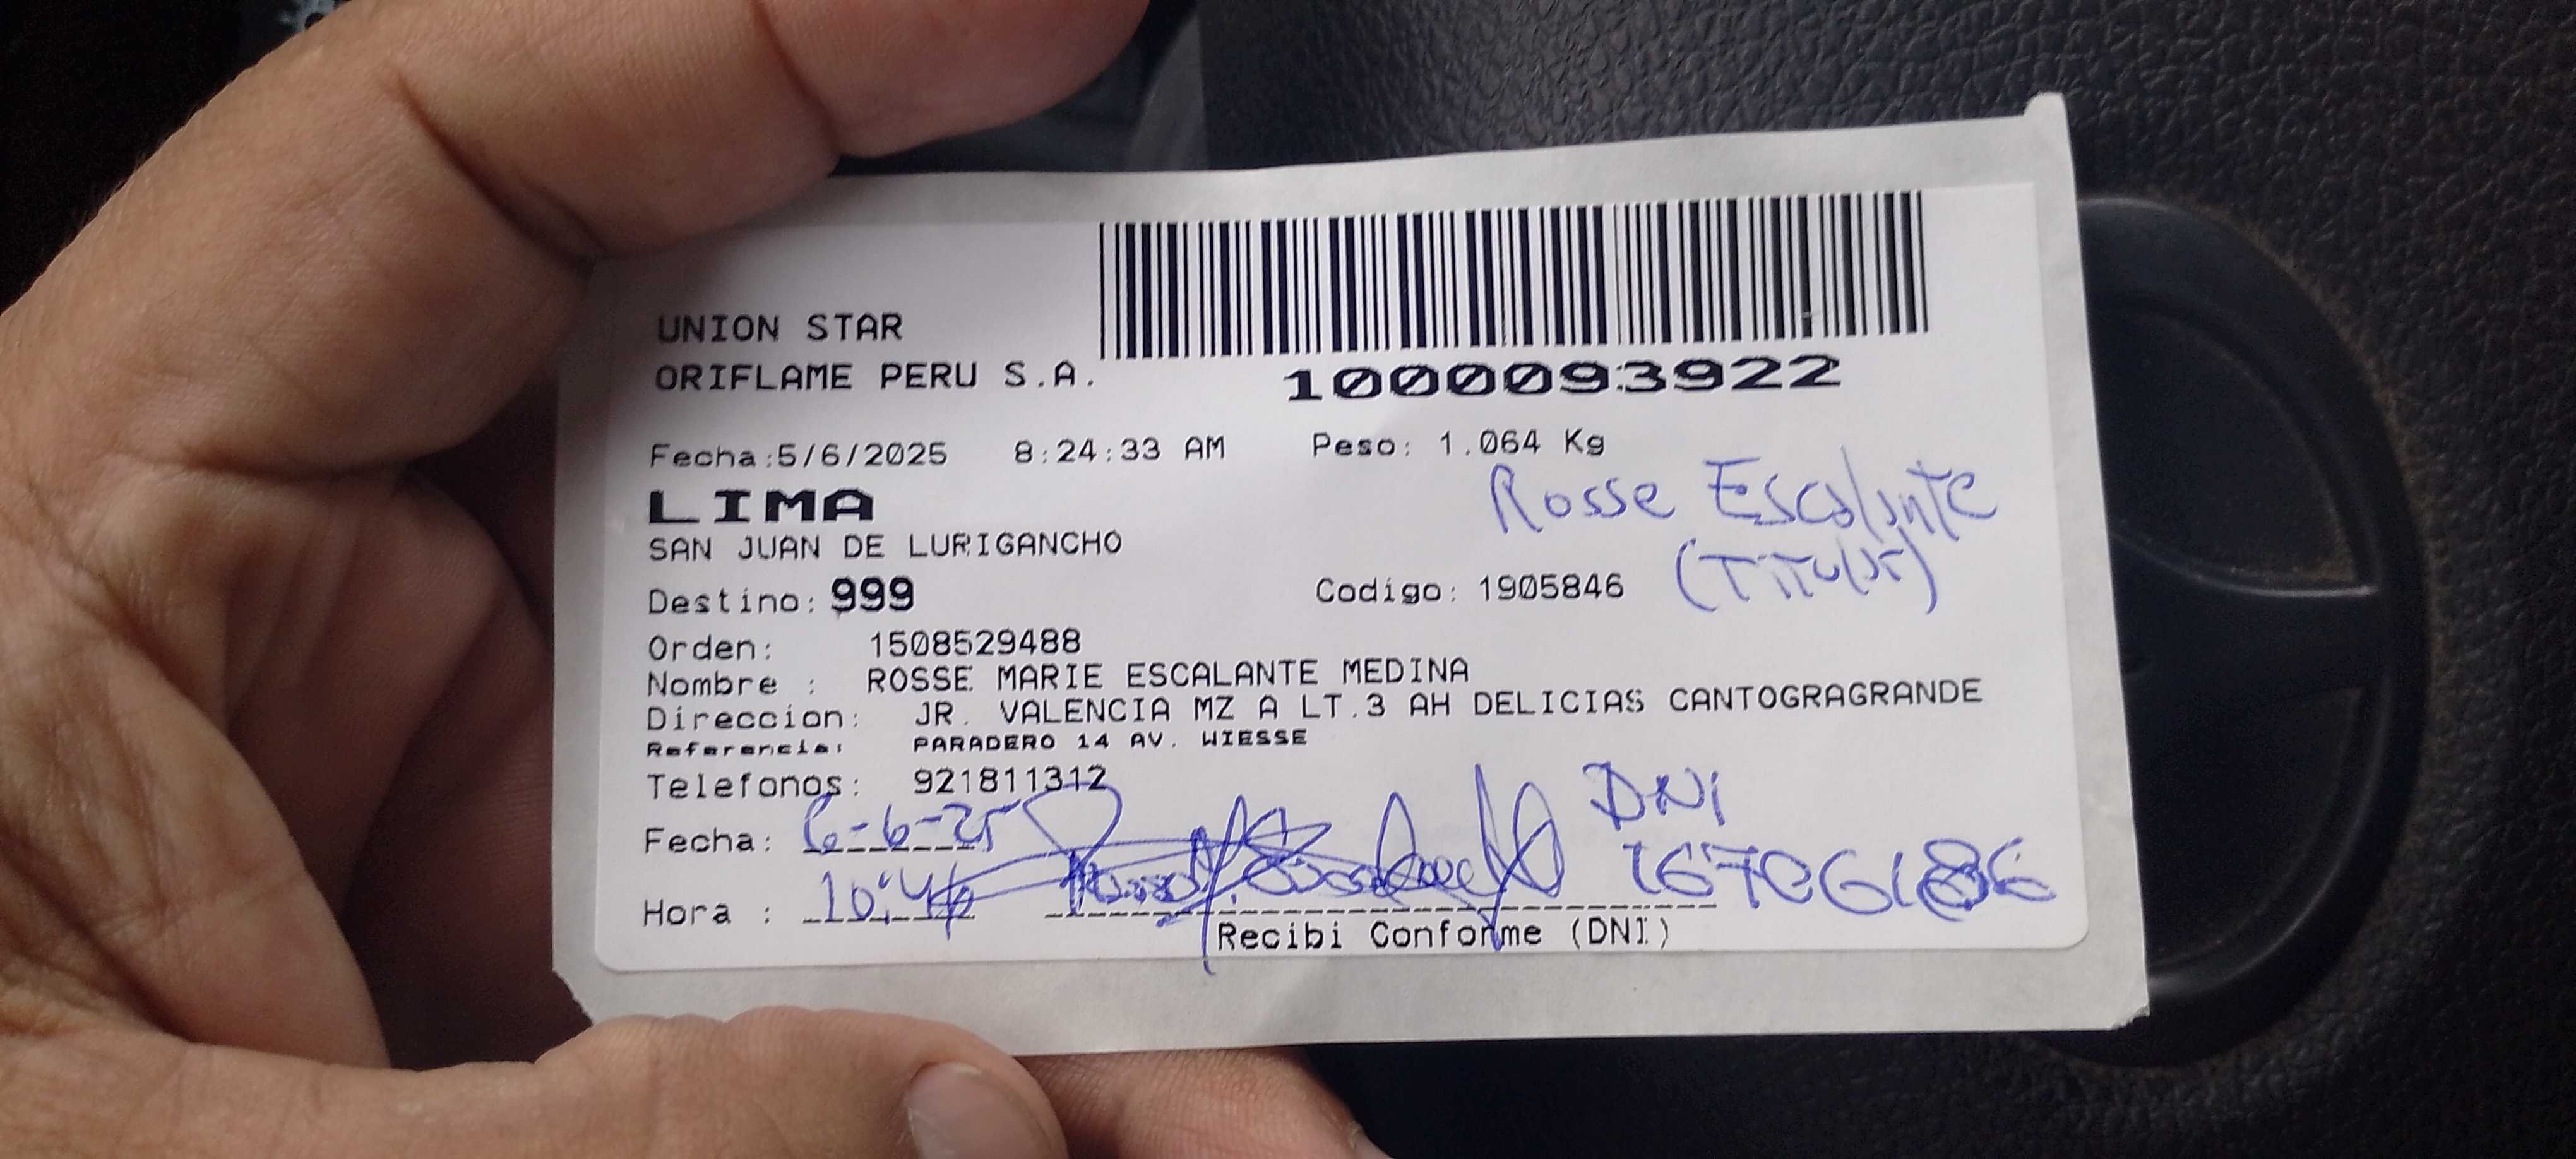 UNION STAR
ORIFLAME PERU S.A.
1000093922
Fecha:5/6/2025 8:24:33 AM Peso: 1.064 Kg
LIMA
Rosse Escalante
SAN JUAN DE LURIGANCHO
(Titular)
Destino: 999 Codigo: 1905846
Orden: 1508529488
Nombre : ROSSE MARIE ESCALANTE MEDINA
Direccion: JR. VALENCIA MZ A LT.3 AH DELICIAS CANTOGRAGRANDE
Referencia: PARADERO 14 AV. WIESSE
Telefonos: 921811312
DNI
Fecha: 6-6-25
Hora : 10:46
Recibi Conforme (DNI)